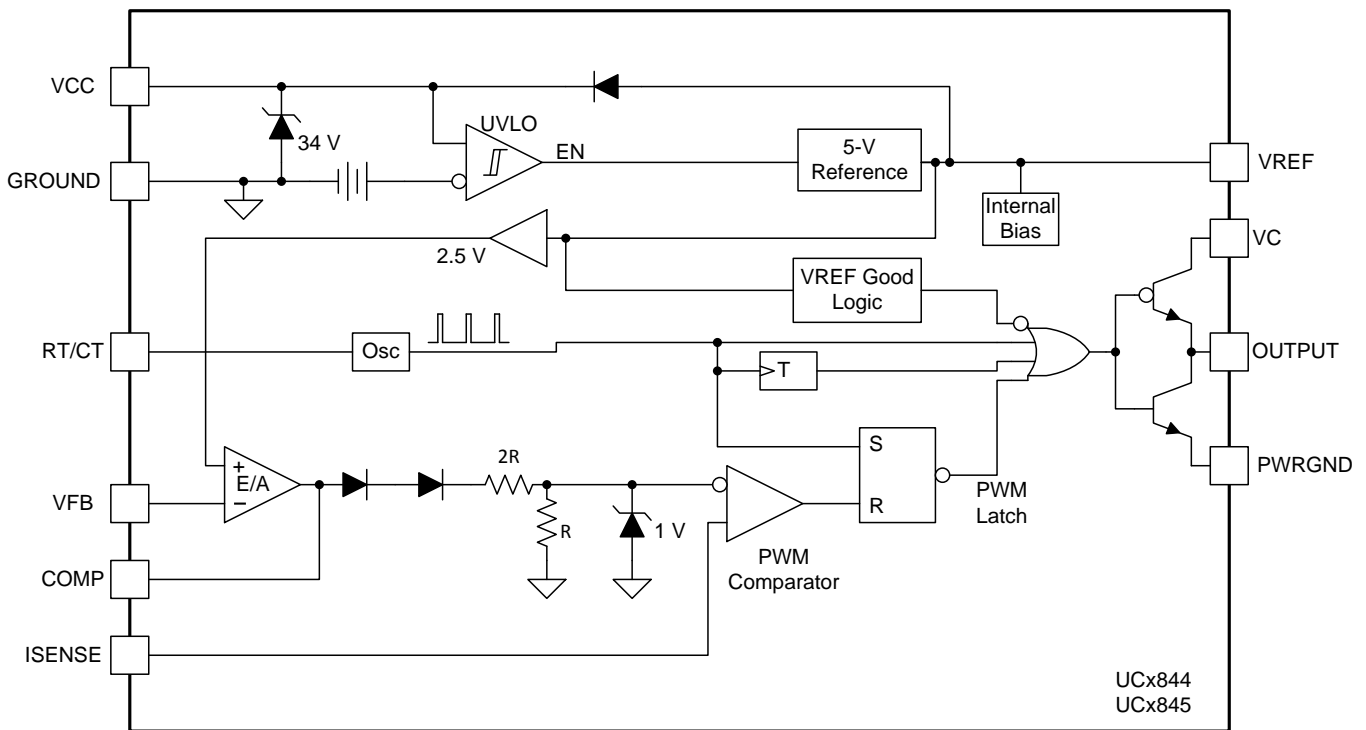 VCC
UVLO
34 V
EN
5-V
Reference
GROUND
VREF
Internal
Bias
VC
2.5 V
VREF Good
Logic
RT/CT
Osc
T
OUTPUT
2R
S
PWRGND
+
E/A
−
VFB
R
1 V
R
PWM
Latch
PWM
Comparator
COMP
ISENSE
UCx844
UCx845